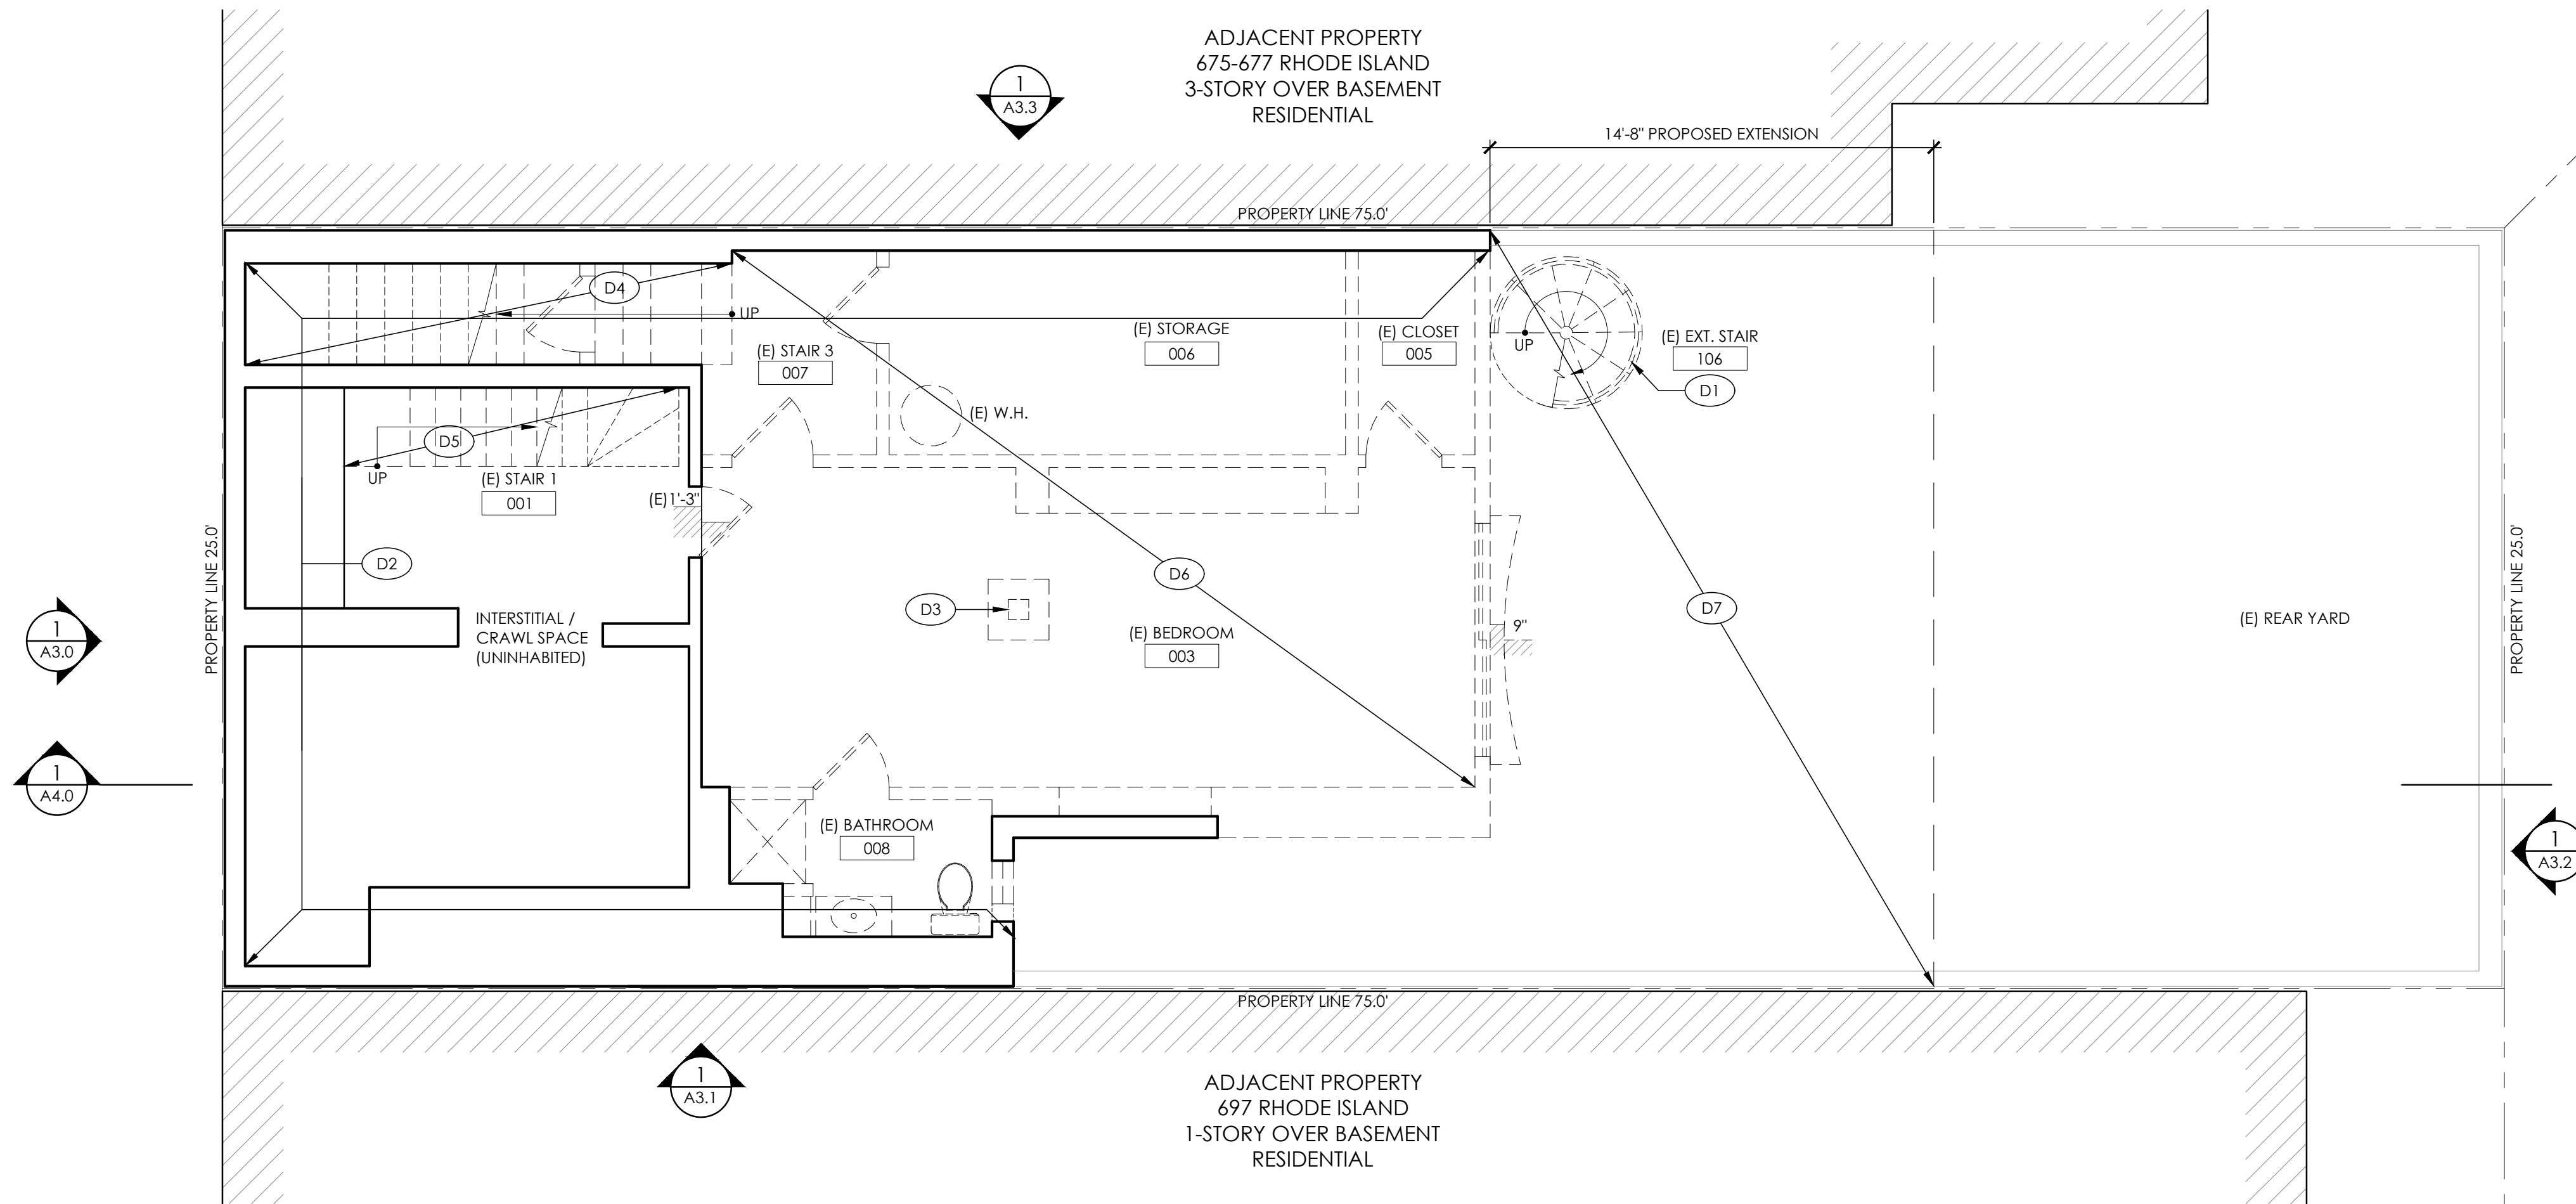 ADJACENT PROPERTY
675-677 RHODE ISLAND
3-STORY OVER BASEMENT
RESIDENTIAL
1
A3.3
14'-8" PROPOSED EXTENSION
PROPERTY LINE 75.0'
D4
UP
(E) STAIR 3
007
(E) STORAGE
006
(E) CLOSET
005
UP
(E) EXT. STAIR
106
D1
(E) W.H.
D5
UP
(E) STAIR 1
001
(E)1'-3"
D2
PROPERTY LINE 25.0'
D6
D3
(E) BEDROOM
003
9"
D7
(E) REAR YARD
PROPERTY LINE 25.0'
INTERSTITIAL /
CRAWL SPACE
(UNINHABITED)
1
A3.0
1
A4.0
(E) BATHROOM
008
1
A3.2
PROPERTY LINE 75.0'
1
A3.1
ADJACENT PROPERTY
697 RHODE ISLAND
1-STORY OVER BASEMENT
RESIDENTIAL